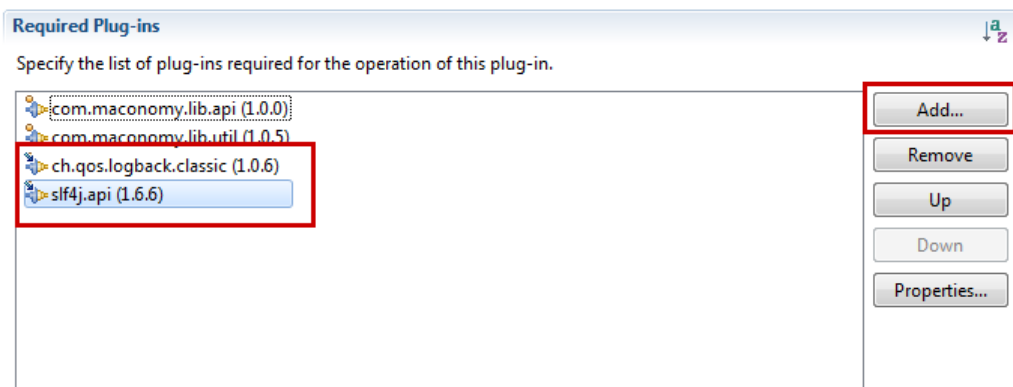 Required Plug-ins
a
z
Specify the list of plug-ins required for the operation of this plug-in.
com.maconomy.lib.api (1.0.0)
com.maconomy.lib.util (1.0.5)
ch.qos.logback.classic (1.0.6)
slf4j.api (1.6.6)
Add...
Remove
Up
Down
Properties...